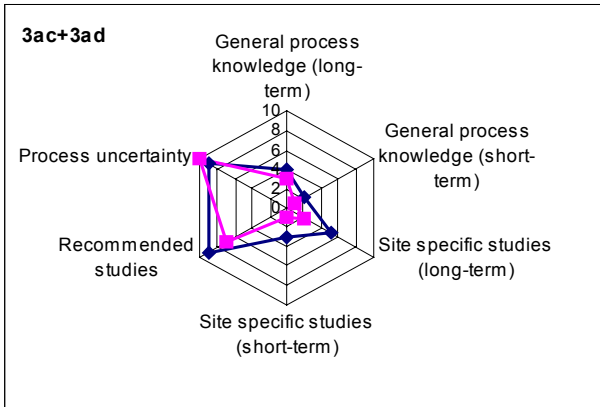 3ac+3ad
General process
knowledge (long-
term)
10
8
6
4
2
0
General process
knowledge (short-
term)
Site specific studies
(long-term)
Site specific studies
(short-term)
Recommended
studies
Process uncertainty